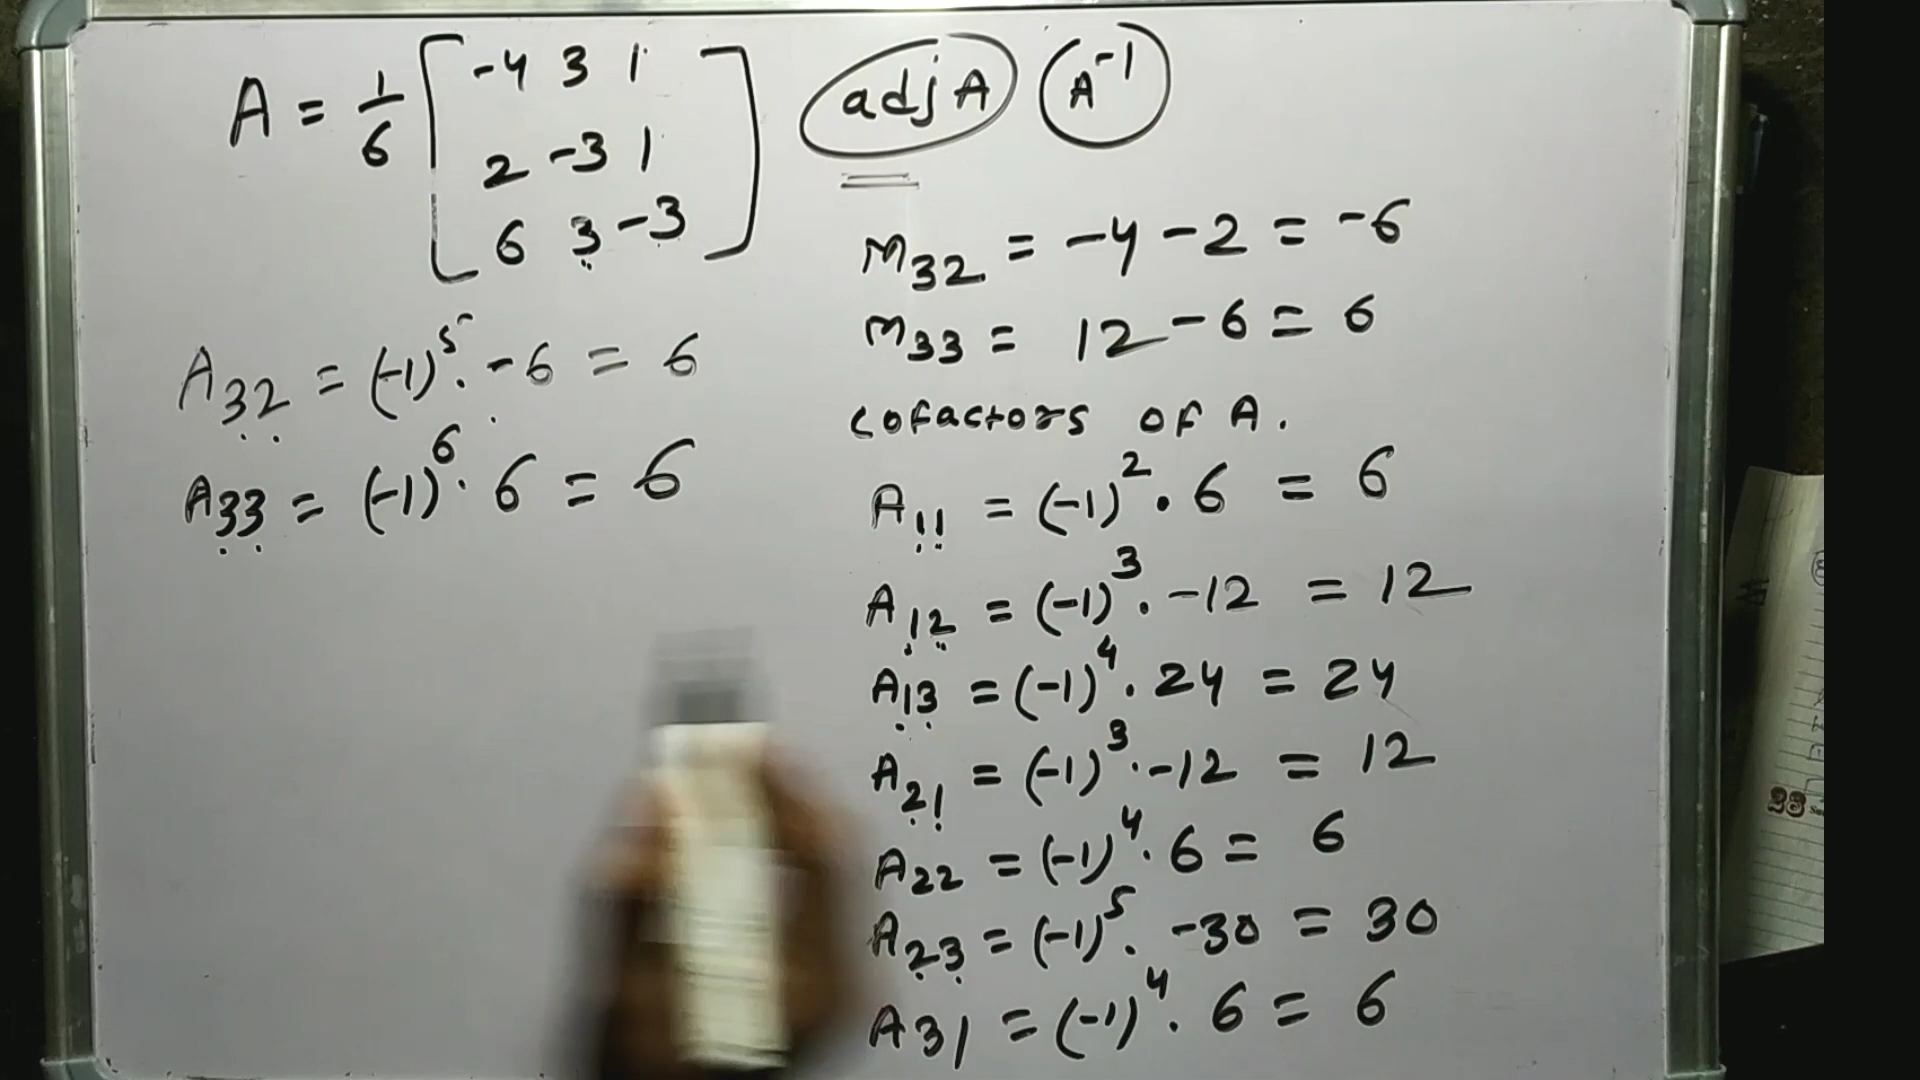 A = 1/6 [ -4 3 1
2 -3 1
6 3 -3 ]
adj A A⁻¹
M₃₂ = -4 - 2 = -6
M₃₃ = 12 - 6 = 6
cofactors of A.
A₁₁ = (-1)² · 6 = 6
A₁₂ = (-1)³ · -12 = 12
A₁₃ = (-1)⁴ · 24 = 24
A₂₁ = (-1)³ · -12 = 12
A₂₂ = (-1)⁴ · 6 = 6
A₂₃ = (-1)⁵ · -30 = 30
A₃₁ = (-1)⁴ · 6 = 6
A₃₂ = (-1)⁵ · -6 = 6
A₃₃ = (-1)⁶ · 6 = 6
28